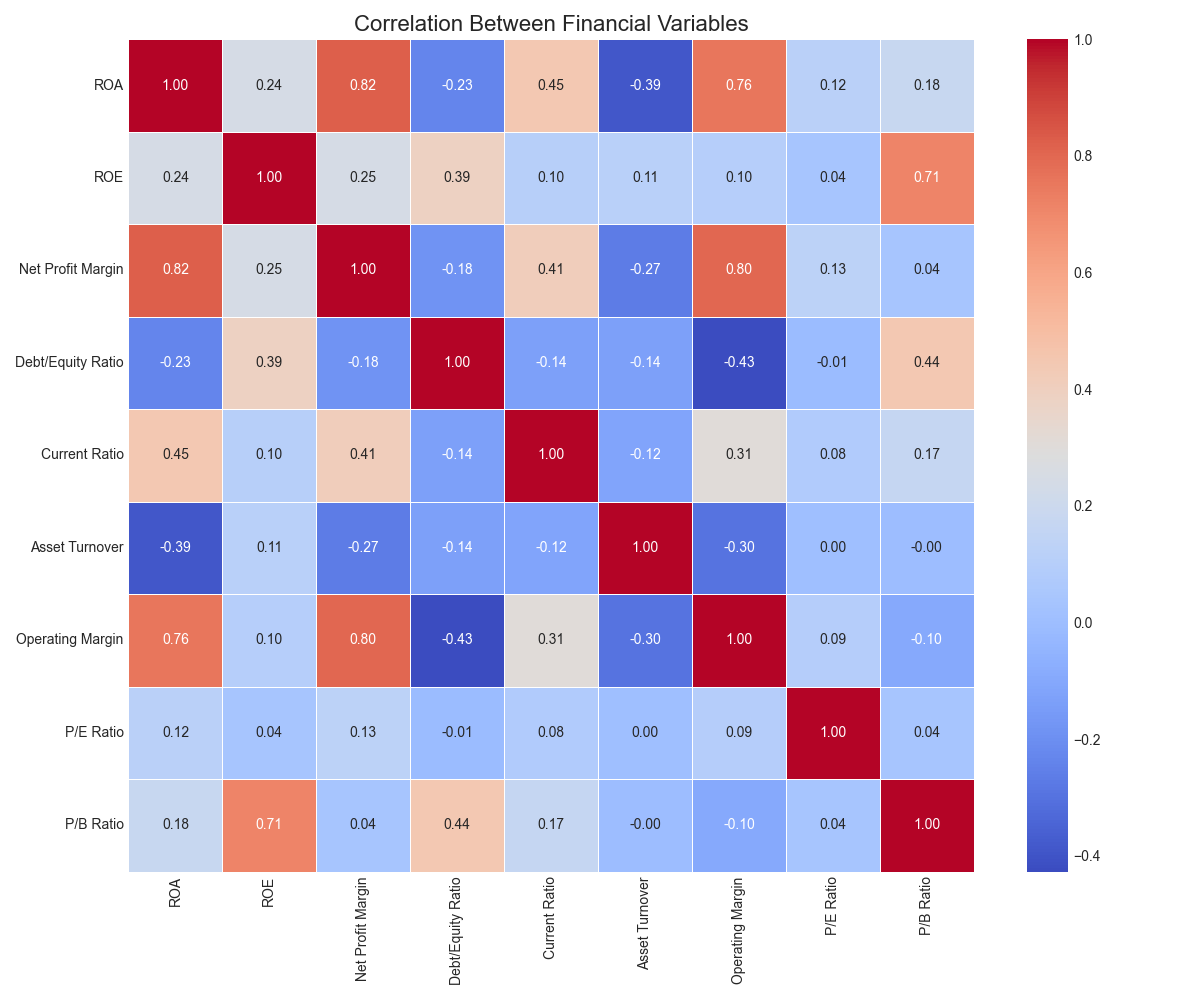 Correlation Between Financial Variables
ROA 1.00 0.24 0.82 -0.23 0.45 -0.39 0.76 0.12 0.18
ROE 0.24 1.00 0.25 0.39 0.10 0.11 0.10 0.04 0.71
Net Profit Margin 0.82 0.25 1.00 -0.18 0.41 -0.27 0.80 0.13 0.04
Debt/Equity Ratio -0.23 0.39 -0.18 1.00 -0.14 -0.14 -0.43 -0.01 0.44
Current Ratio 0.45 0.10 0.41 -0.14 1.00 -0.12 0.31 0.08 0.17
Asset Turnover -0.39 0.11 -0.27 -0.14 -0.12 1.00 -0.30 0.00 -0.00
Operating Margin 0.76 0.10 0.80 -0.43 0.31 -0.30 1.00 0.09 -0.10
P/E Ratio 0.12 0.04 0.13 -0.01 0.08 0.00 0.09 1.00 0.04
P/B Ratio 0.18 0.71 0.04 0.44 0.17 -0.00 -0.10 0.04 1.00
ROA
ROE
Net Profit Margin
Debt/Equity Ratio
Current Ratio
Asset Turnover
Operating Margin
P/E Ratio
P/B Ratio
1.0
0.8
0.6
0.4
0.2
0.0
−0.2
−0.4